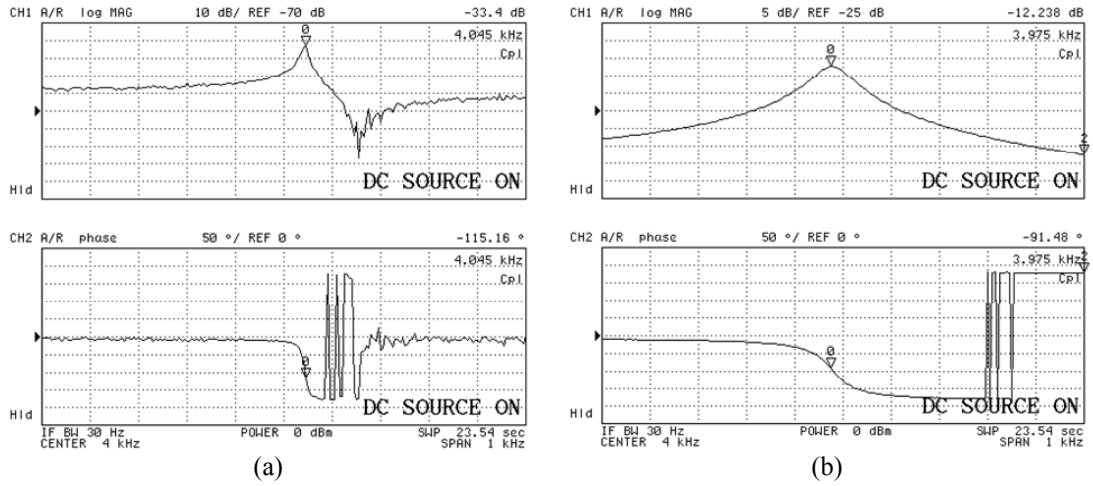 CH1 A/R log MAG 10 dB/ REF -70 dB -33.4 dB
0
4.045 kHz
Cpl
Hld
DC SOURCE ON
CH2 A/R phase 50 °/ REF 0 ° -115.16 °
4.045 kHz
Cpl
0
Hld
DC SOURCE ON
IF BW 30 Hz POWER 0 dBm SWP 23.54 sec
CENTER 4 kHz SPAN 1 kHz
(a)
CH1 A/R log MAG 5 dB/ REF -25 dB -12.238 dB
3.975 kHz
0
Cpl
2
Hld
DC SOURCE ON
CH2 A/R phase 50 °/ REF 0 ° -91.48 °
3.975 kHz
2
Cpl
0
Hld
DC SOURCE ON
IF BW 30 Hz POWER 0 dBm SWP 23.54 sec
CENTER 4 kHz SPAN 1 kHz
(b)